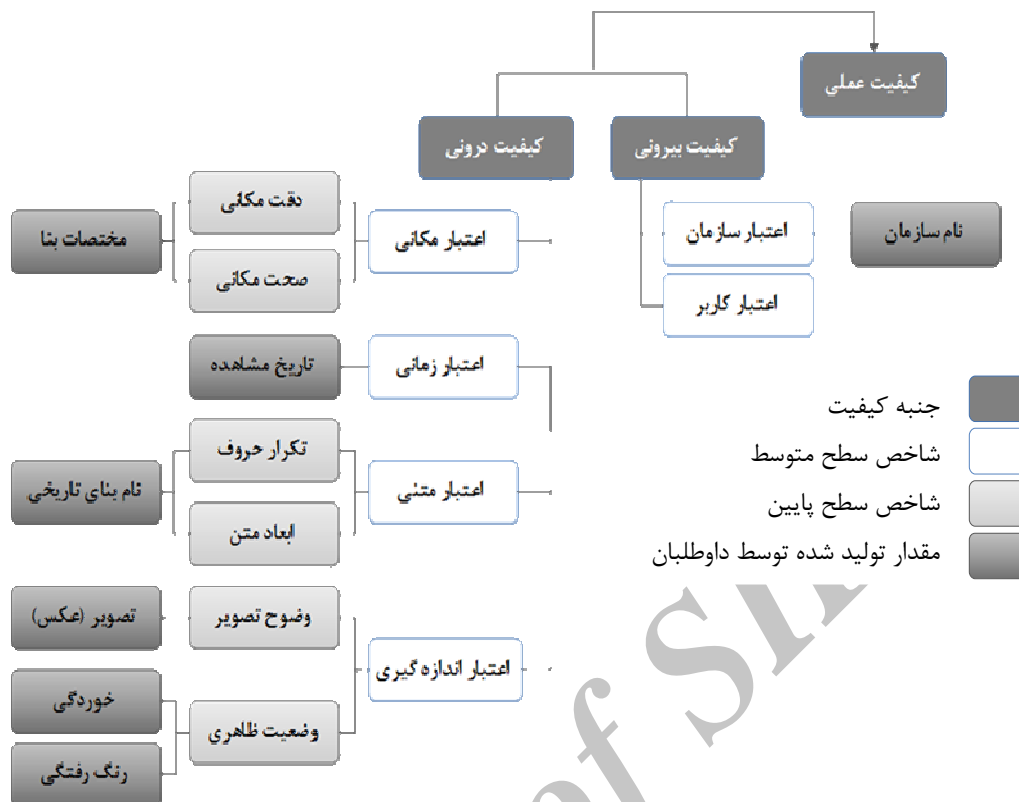 کیفیت عملی
کیفیت بیرونی
کیفیت درونی
نام سازمان
اعتبار سازمان
اعتبار کاربر
اعتبار مکانی
دقت مکانی
صحت مکانی
مختصات بنا
اعتبار زمانی
تاریخ مشاهده
اعتبار متنی
تکرار حروف
ابعاد متن
نام بنای تاریخی
اعتبار اندازه گیری
وضوح تصویر
تصویر (عکس)
وضعیت ظاهری
خوردگی
رنگ رفتگی
جنبه کیفیت
شاخص سطح متوسط
شاخص سطح پایین
مقدار تولید شده توسط داوطلبان
of